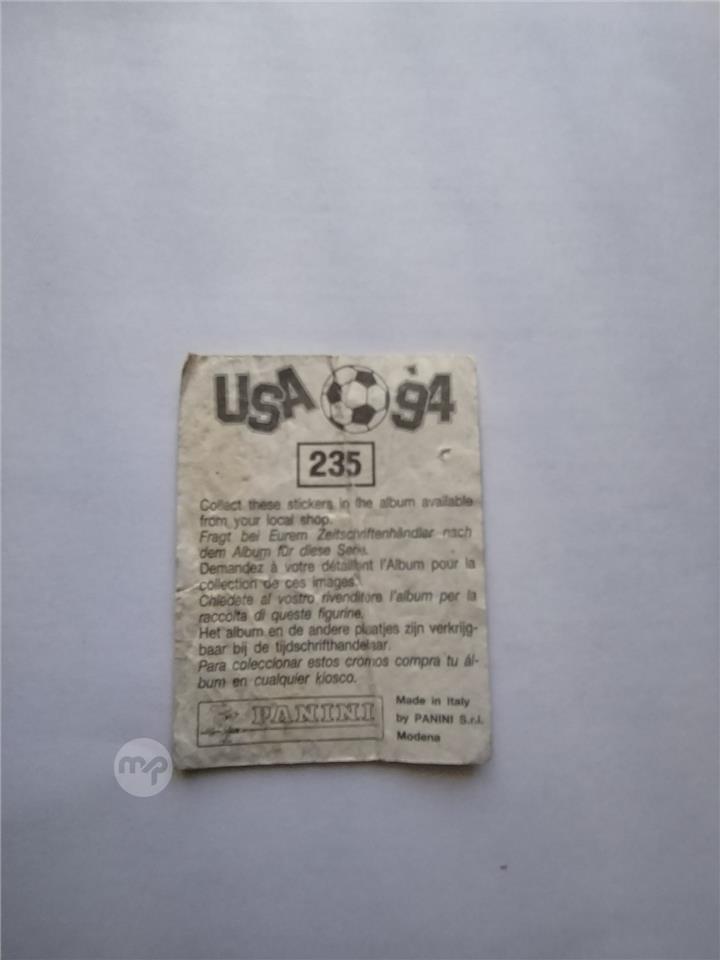 USA 94
235
Collect these stickers in the album available
from your local shop.
Fragt bei Eurem Zeitschriftenhändler nach
dem Album für diese Serie.
Demandez à votre détaillant l'Album pour la
collection de ces images.
Chiedete al vostro rivenditore l'album per la
raccolta di queste figurine.
Het album en de andere plaatjes zijn verkrijg-
baar bij de tijdschrifthandelaar.
Para coleccionar estos cromos compra tu ál-
bum en cualquier kiosco.
PANINI
Made in Italy
by PANINI S.r.l.
Modena
mp